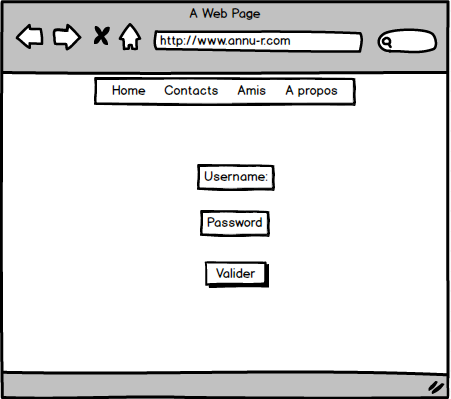 A Web Page
http://www.annu-r.com
Home Contacts Amis A propos
Username:
Password
Valider